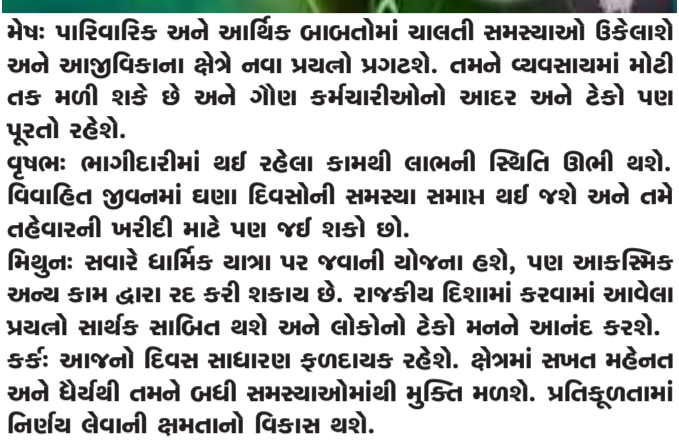 મેષઃ પારિવારિક અને આર્થિક બાબતોમાં ચાલતી સમસ્યાઓ ઉકેલાશે
અને આજીવિકાના ક્ષેત્રે નવા પ્રયત્નો પ્રગટશે. તમને વ્યવસાયમાં મોટી
તક મળી શકે છે અને ગૌણ કર્મચારીઓનો આદર અને ટેકો પણ
પૂરતો રહેશે.
વૃષભઃ ભાગીદારીમાં થઈ રહેલા કામથી લાભની સ્થિતિ ઊભી થશે.
વિવાહિત જીવનમાં ઘણા દિવસોની સમસ્યા સમાપ્ત થઈ જશે અને તમે
તહેવારની ખરીદી માટે પણ જઈ શકો છો.
મિથુનઃ સવારે ધાર્મિક યાત્રા પર જવાની યોજના હશે, પણ આકસ્મિક
અન્ય કામ દ્વારા રદ કરી શકાય છે. રાજકીય દિશામાં કરવામાં આવેલા
પ્રયત્નો સાર્થક સાબિત થશે અને લોકોનો ટેકો મનને આનંદ કરશે.
કર્કઃ આજનો દિવસ સાધારણ ફળદાયક રહેશે. ક્ષેત્રમાં સખત મહેનત
અને ધૈર્યથી તમને બધી સમસ્યાઓમાંથી મુક્તિ મળશે. પ્રતિકૂળતામાં
નિર્ણય લેવાની ક્ષમતાનો વિકાસ થશે.